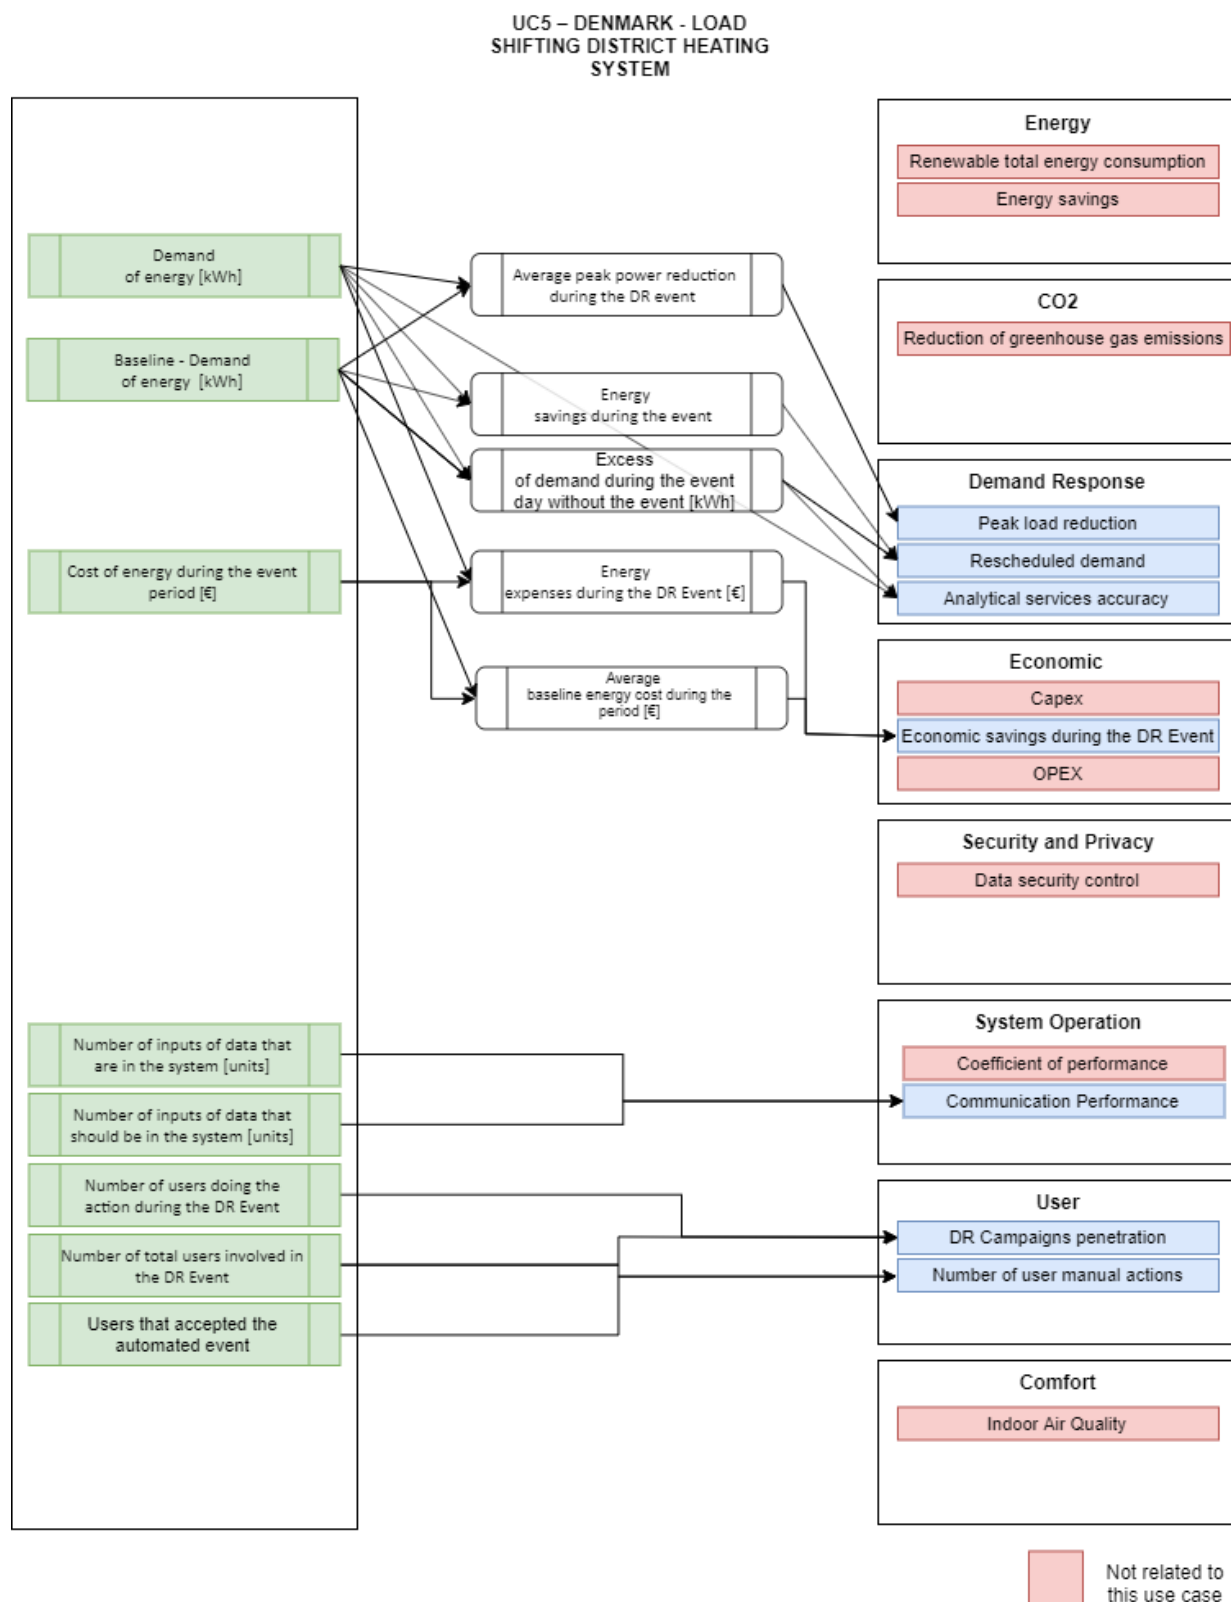 UC5 – DENMARK - LOAD
SHIFTING DISTRICT HEATING
SYSTEM
Demand
of energy [kWh]
Baseline - Demand
of energy [kWh]
Cost of energy during the event
period [€]
Number of inputs of data that
are in the system [units]
Number of inputs of data that
should be in the system [units]
Number of users doing the
action during the DR Event
Number of total users involved in
the DR Event
Users that accepted the
automated event
Average peak power reduction
during the DR event
Energy
savings during the event
Excess
of demand during the event
day without the event [kWh]
Energy
expenses during the DR Event [€]
Average
baseline energy cost during the
period [€]
Energy
Renewable total energy consumption
Energy savings
CO2
Reduction of greenhouse gas emissions
Demand Response
Peak load reduction
Rescheduled demand
Analytical services accuracy
Economic
Capex
Economic savings during the DR Event
OPEX
Security and Privacy
Data security control
System Operation
Coefficient of performance
Communication Performance
User
DR Campaigns penetration
Number of user manual actions
Comfort
Indoor Air Quality
Not related to
this use case